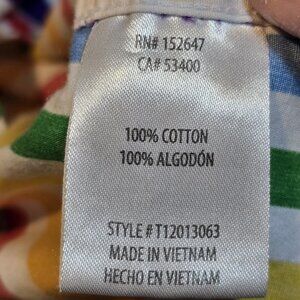 RN# 152647
CA# 53400
100% COTTON
100% ALGODÓN
STYLE # T12013063
MADE IN VIETNAM
HECHO EN VIETNAM